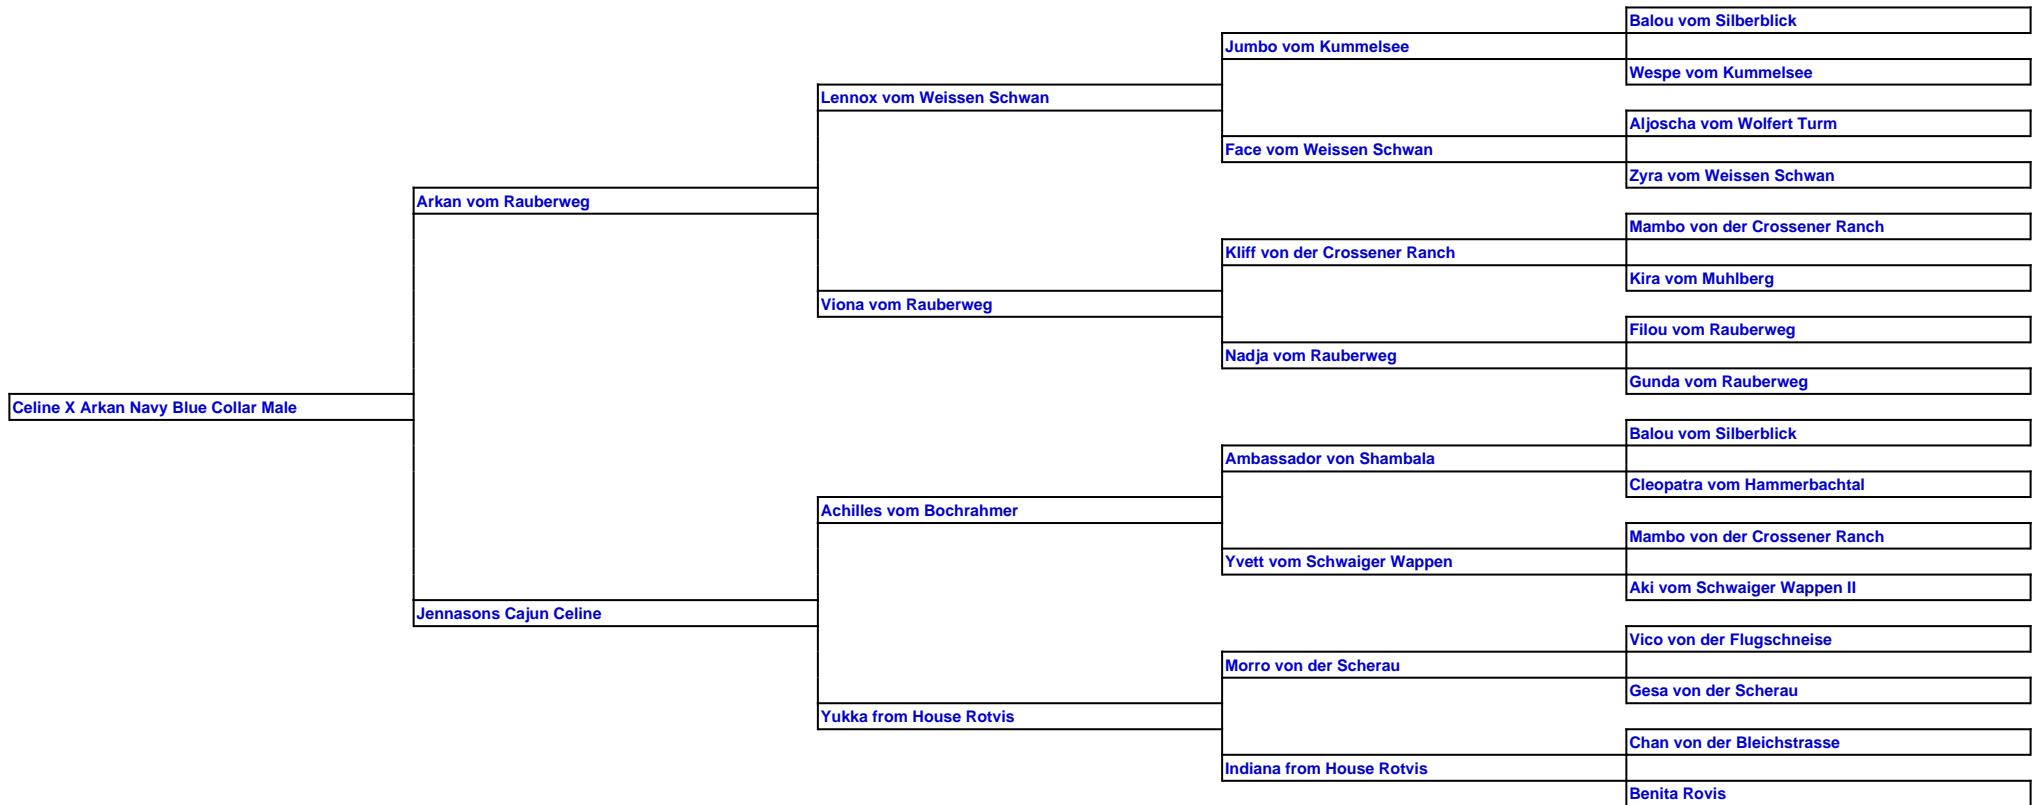 Balou vom Silberblick
Jumbo vom Kummelsee
Wespe vom Kummelsee
Lennox vom Weissen Schwan
Aljoscha vom Wolfert Turm
Face vom Weissen Schwan
Zyra vom Weissen Schwan
Arkan vom Rauberweg
Mambo von der Crossener Ranch
Kliff von der Crossener Ranch
Kira vom Muhlberg
Viona vom Rauberweg
Filou vom Rauberweg
Nadja vom Rauberweg
Gunda vom Rauberweg
Celine X Arkan Navy Blue Collar Male
Balou vom Silberblick
Ambassador von Shambala
Cleopatra vom Hammerbachtal
Achilles vom Bochrahmer
Mambo von der Crossener Ranch
Yvett vom Schwaiger Wappen
Aki vom Schwaiger Wappen II
Jennasons Cajun Celine
Vico von der Flugschneise
Morro von der Scherau
Gesa von der Scherau
Yukka from House Rotvis
Chan von der Bleichstrasse
Indiana from House Rotvis
Benita Rovis